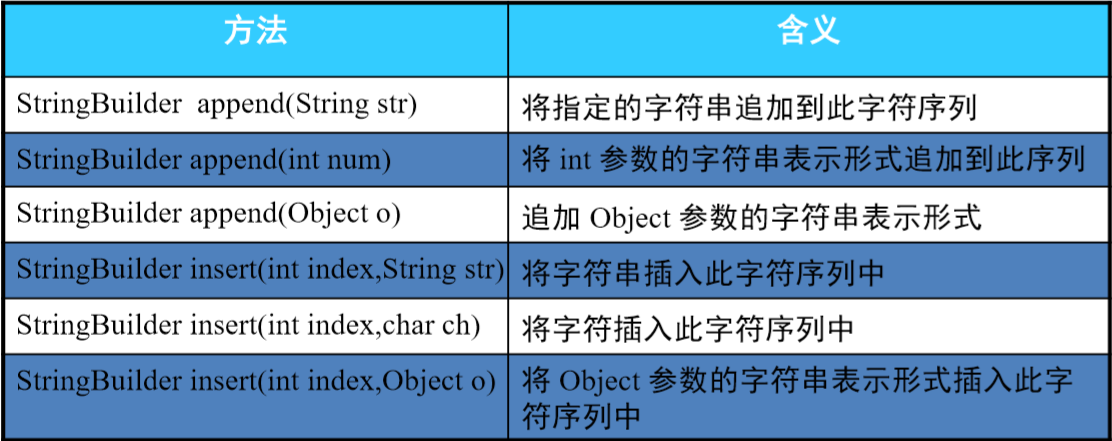 方法 含义
StringBuilder append(String str) 将指定的字符串追加到此字符序列
StringBuilder append(int num) 将 int 参数的字符串表示形式追加到此序列
StringBuilder append(Object o) 追加 Object 参数的字符串表示形式
StringBuilder insert(int index,String str) 将字符串插入此字符序列中
StringBuilder insert(int index,char ch) 将字符插入此字符序列中
StringBuilder insert(int index,Object o) 将 Object 参数的字符串表示形式插入此字
符序列中